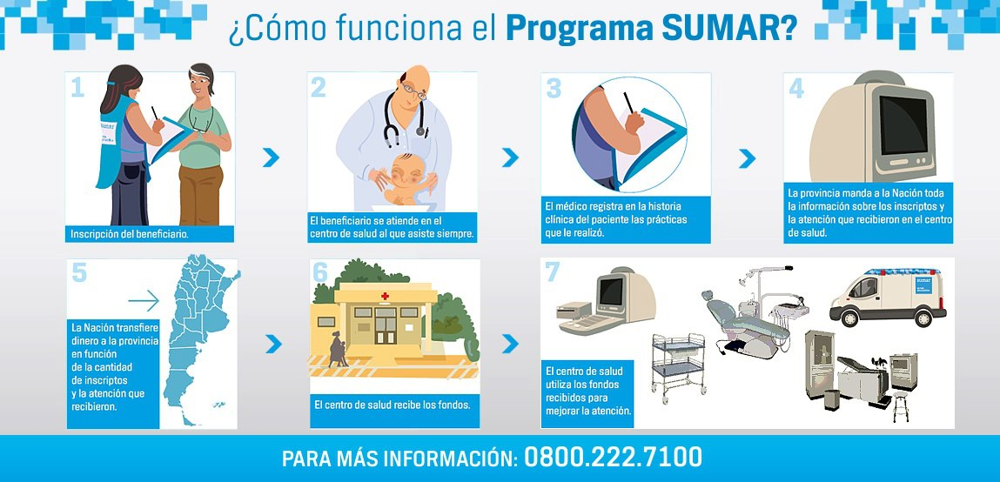 ¿Cómo funciona el Programa SUMAR?
1
Inscripción del beneficiario.
2
El beneficiario se atiende en el
centro de salud al que asiste siempre.
3
El médico registra en la historia
clínica del paciente las prácticas
que le realizó.
4
La provincia manda a la Nación toda
la información sobre los inscriptos y
la atención que recibieron en el centro
de salud.
5
La Nación transfiere
dinero a la provincia
en función
de la cantidad
de inscriptos
y la atención que
recibieron.
6
El centro de salud recibe los fondos.
7
sumar
El centro de salud
utiliza los fondos
recibidos para
mejorar la atención.
PARA MÁS INFORMACIÓN: 0800.222.7100